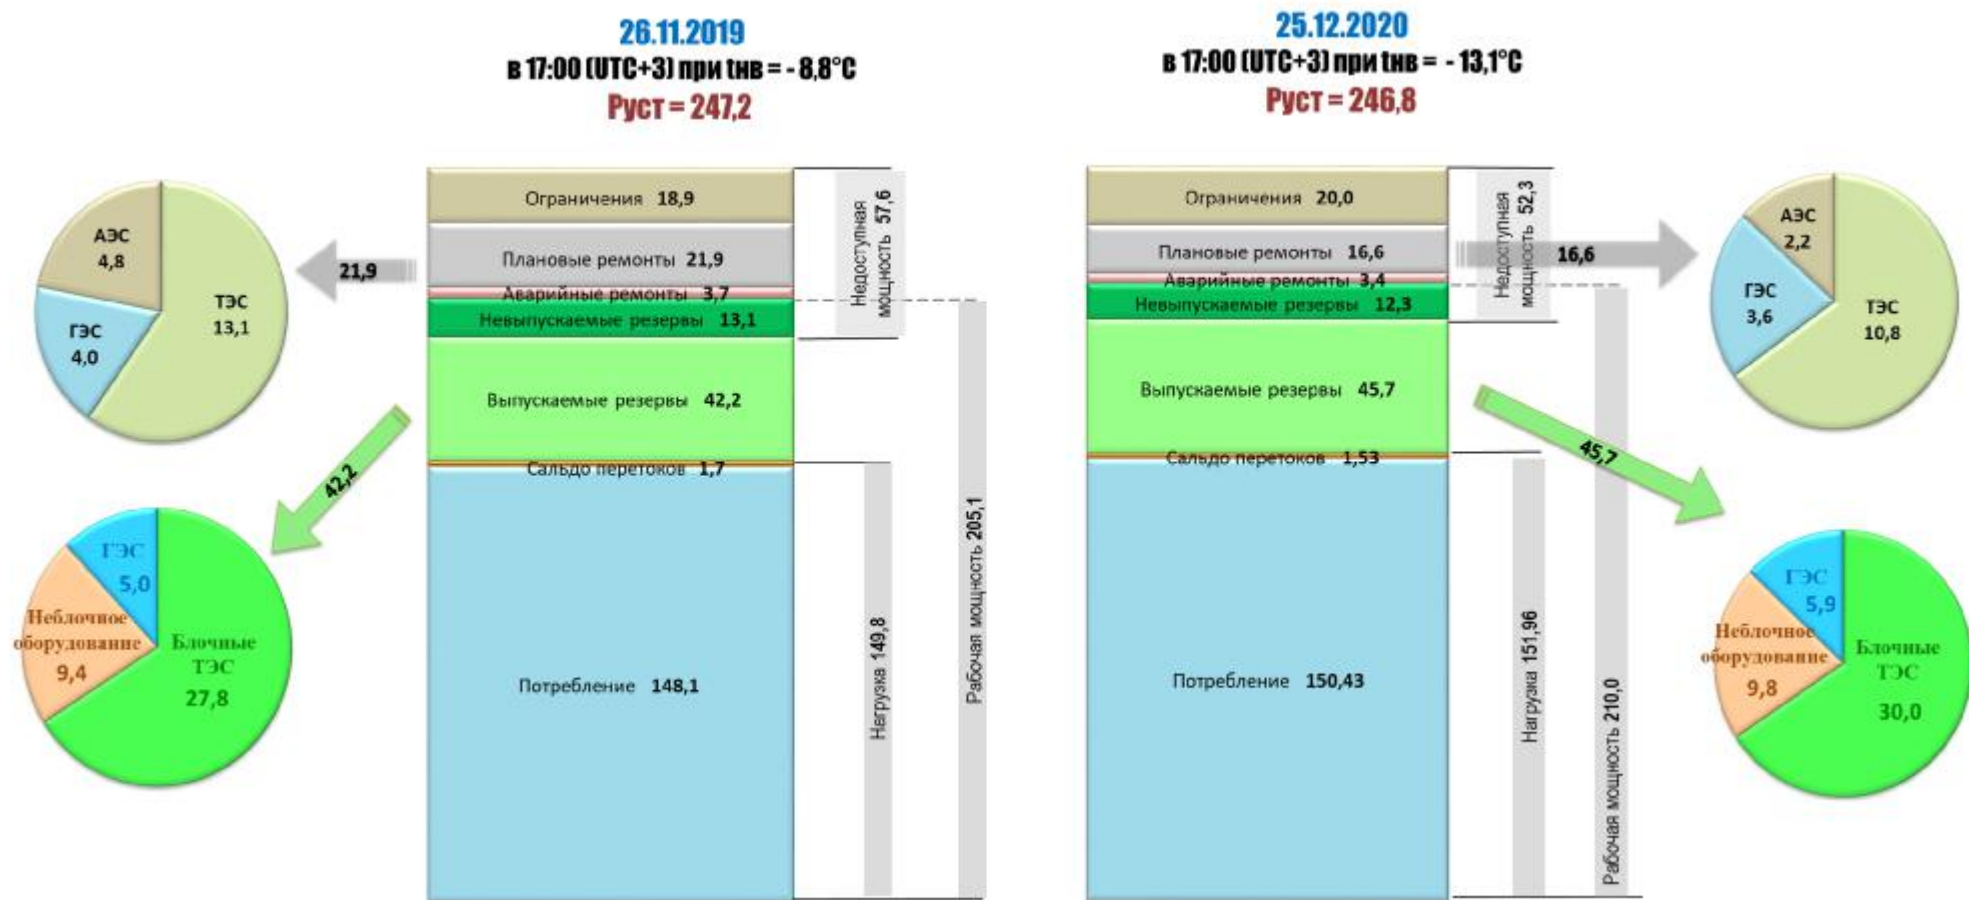 26.11.2019
в 17:00 (UTC+3) при tнв = - 8,8°C
Руст = 247,2
25.12.2020
в 17:00 (UTC+3) при tнв = - 13,1°C
Руст = 246,8
АЭС
4,8
ГЭС
4,0
ТЭС
13,1
21,9
42,2
ГЭС
5,0
Неблочное
оборудование
9,4
Блочные
ТЭС
27,8
Ограничения 18,9
Плановые ремонты 21,9
Аварийные ремонты 3,7
Невыпускаемые резервы 13,1
Выпускаемые резервы 42,2
Сальдо перетоков 1,7
Потребление 148,1
Недоступная
мощность 57,6
Нагрузка 149,8
Рабочая мощность 205,1
Ограничения 20,0
Плановые ремонты 16,6
Аварийные ремонты 3,4
Невыпускаемые резервы 12,3
Выпускаемые резервы 45,7
Сальдо перетоков 1,53
Потребление 150,43
Недоступная
мощность 52,3
Нагрузка 151,96
Рабочая мощность 210,0
16,6
45,7
АЭС
2,2
ГЭС
3,6
ТЭС
10,8
ГЭС
5,9
Неблочное
оборудование
9,8
Блочные
ТЭС
30,0